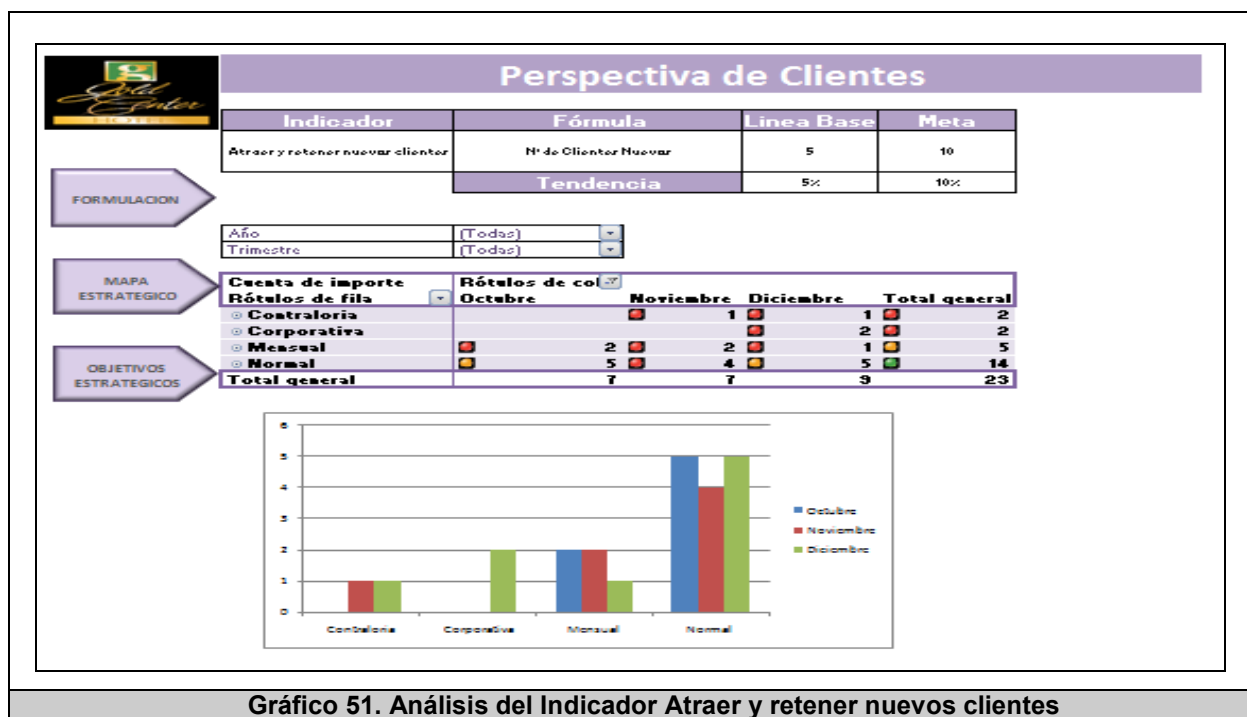 Perspectiva de Clientes
g
Gold Center
Indicador Fórmula Linea Base Meta
Atraer y retener nuevos clientes Nº de Clientes Nuevos 5 10
Tendencia 5% 10%
FORMULACION
Año (Todas)
Trimestre (Todas)
MAPA ESTRATEGICO
Cuenta de importe Rótulos de col
Rótulos de fila Octubre Noviembre Diciembre Total general
Contraloria 1 1 2
Corporativa 2 2
Mensual 2 2 1 5
Normal 5 4 5 14
Total general 7 7 9 23
OBJETIVOS ESTRATEGICOS
6
5
4
3
2
1
0
Contraloria Corporativa Mensual Normal
Octubre
Noviembre
Diciembre
Gráfico 51. Análisis del Indicador Atraer y retener nuevos clientes